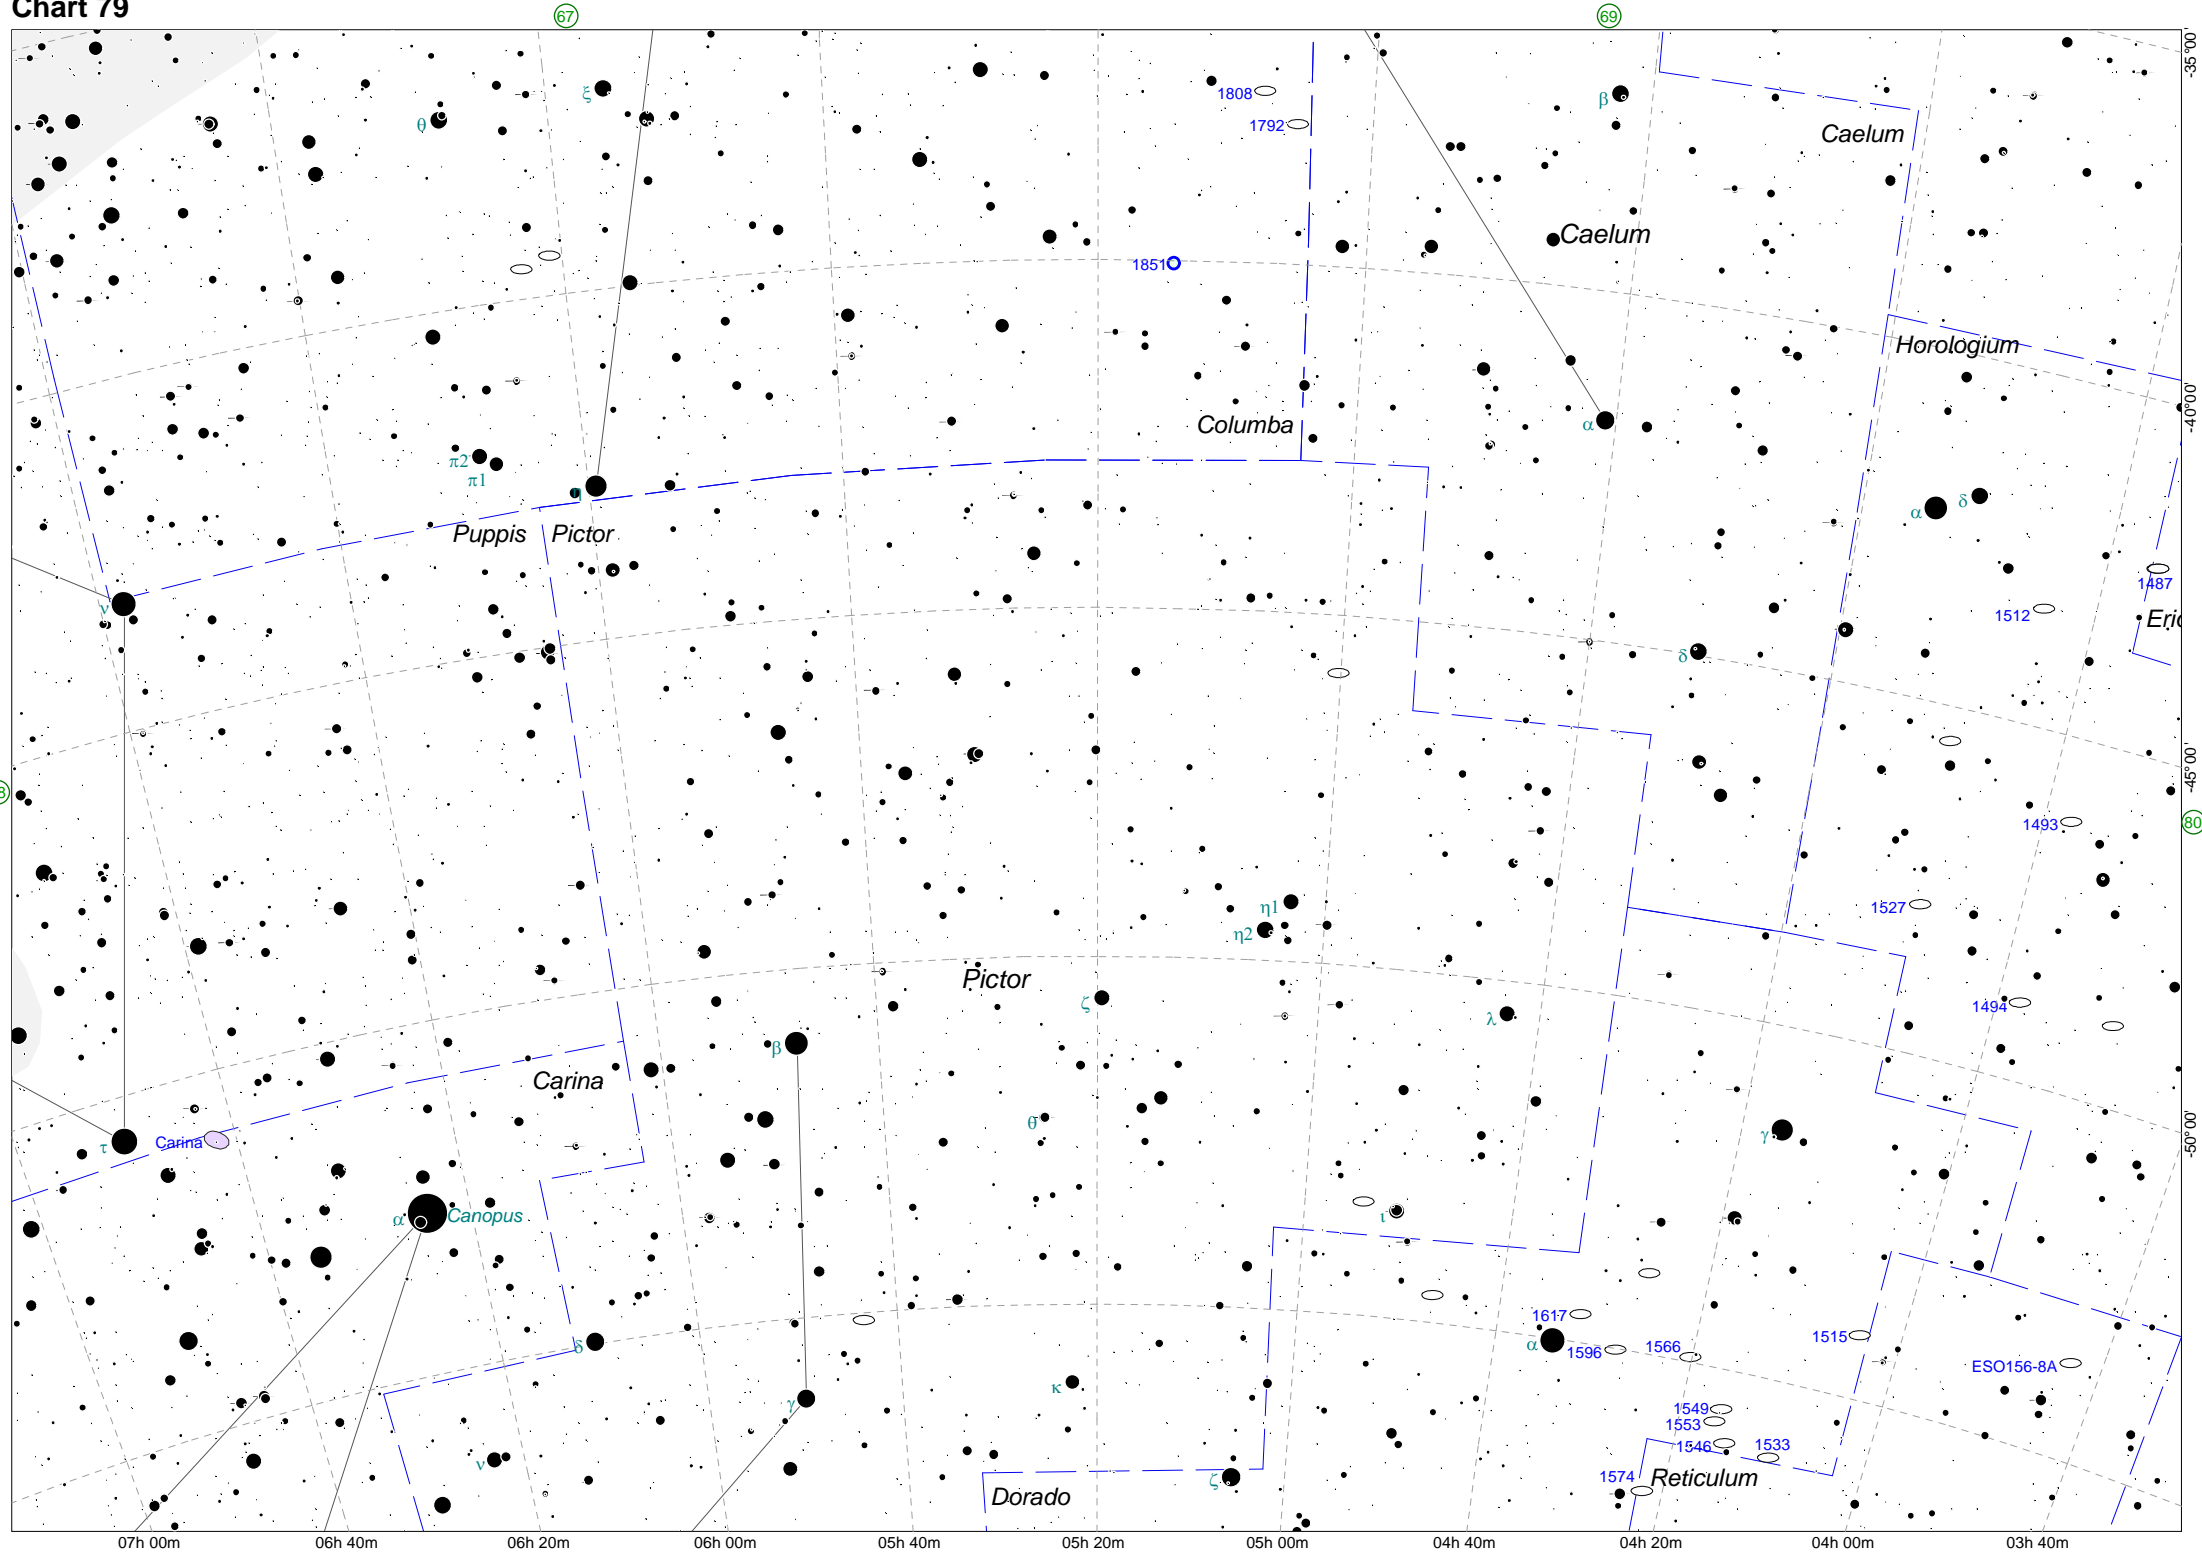 Chart 79
67
69
-35°00'
ξ
β
1808
θ
1792
Caelum
Caelum
1851
Horologium
-40°00'
Columba
α
π2
π1
η
α
δ
Puppis
Pictor
1487
ν
1512
δ
-45°00'
80
1493
η1
1527
η2
Pictor
ζ
1494
λ
β
Carina
θ
γ
-50°00'
τ
Carina
α
Canopus
ι
1617
δ
α
1596
1566
1515
ESO156-8A
κ
γ
1549
1553
1546
1533
ν
1574
Reticulum
ζ
Dorado
07h 00m
06h 40m
06h 20m
06h 00m
05h 40m
05h 20m
05h 00m
04h 40m
04h 20m
04h 00m
03h 40m